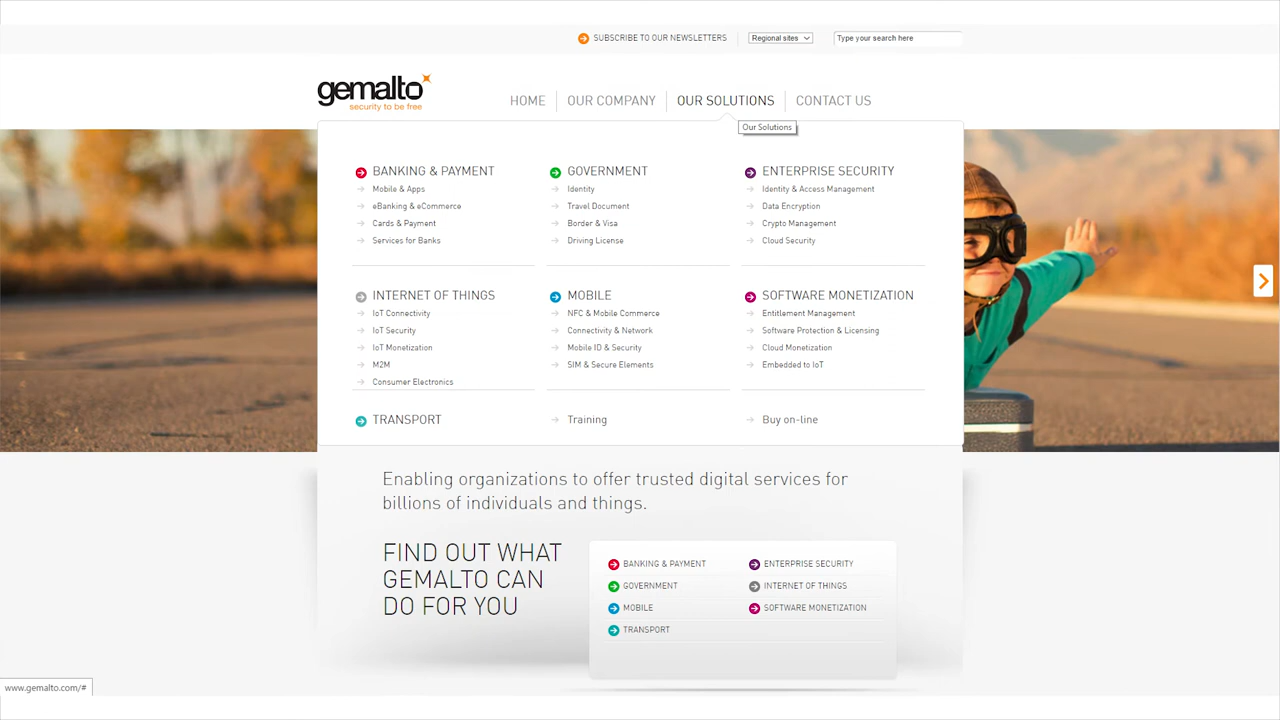 SUBSCRIBE TO OUR NEWSLETTERS
Regional sites
Type your search here
gemalto
security to be free
HOME
OUR COMPANY
OUR SOLUTIONS
CONTACT US
Our Solutions
BANKING & PAYMENT
Mobile & Apps
eBanking & eCommerce
Cards & Payment
Services for Banks
GOVERNMENT
Identity
Travel Document
Border & Visa
Driving License
ENTERPRISE SECURITY
Identity & Access Management
Data Encryption
Crypto Management
Cloud Security
INTERNET OF THINGS
IoT Connectivity
IoT Security
IoT Monetization
M2M
Consumer Electronics
MOBILE
NFC & Mobile Commerce
Connectivity & Network
Mobile ID & Security
SIM & Secure Elements
SOFTWARE MONETIZATION
Entitlement Management
Software Protection & Licensing
Cloud Monetization
Embedded to IoT
TRANSPORT
Training
Buy on-line
Enabling organizations to offer trusted digital services for
billions of individuals and things.
FIND OUT WHAT
GEMALTO CAN
DO FOR YOU
BANKING & PAYMENT
GOVERNMENT
MOBILE
TRANSPORT
ENTERPRISE SECURITY
INTERNET OF THINGS
SOFTWARE MONETIZATION
www.gemalto.com/#